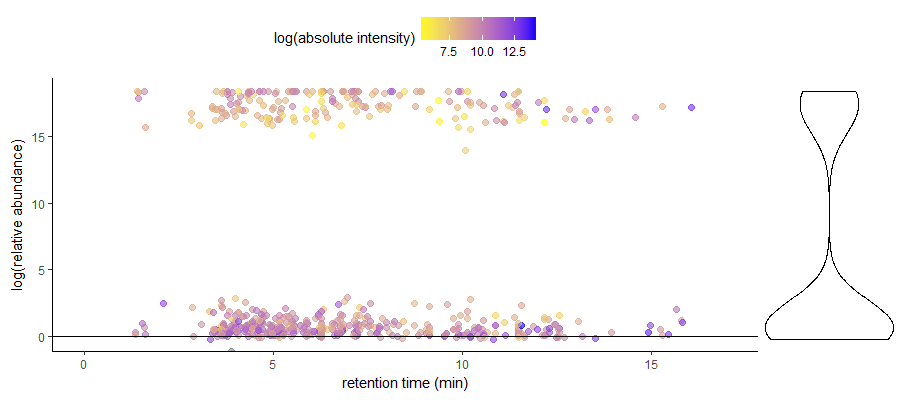 log(absolute intensity)
7.5 10.0 12.5
log(relative abundance)
15
10
5
0
0 5 10 15
retention time (min)